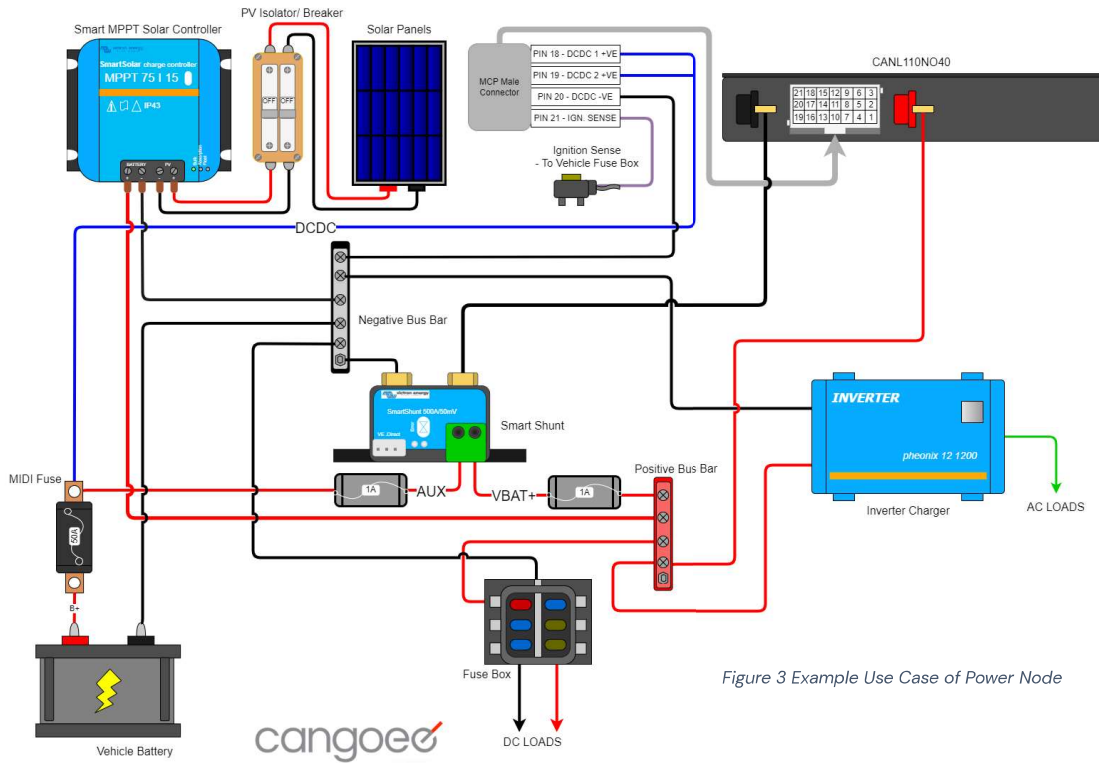 PV Isolator/ Breaker
Smart MPPT Solar Controller
Solar Panels
SmartSolar charge controller
MPPT 75 | 15
IP43
BATTERY
PV
OFF
OFF
MCP Male
Connector
PIN 18 - DCDC 1 +VE
PIN 19 - DCDC 2 +VE
PIN 20 - DCDC -VE
PIN 21 - IGN. SENSE
Ignition Sense
- To Vehicle Fuse Box
CANL110NO40
21 18 15 12 9 6 3
20 17 14 11 8 5 2
19 16 13 10 7 4 1
DCDC
Negative Bus Bar
victron energy
SmartShunt 500A/50mV
VE. Direct
Smart Shunt
INVERTER
pheonix 12 1200
Inverter Charger
AC LOADS
MIDI Fuse
50A
B+
1A
AUX
VBAT+
1A
Positive Bus Bar
Fuse Box
DC LOADS
Vehicle Battery
cangoee
Figure 3 Example Use Case of Power Node